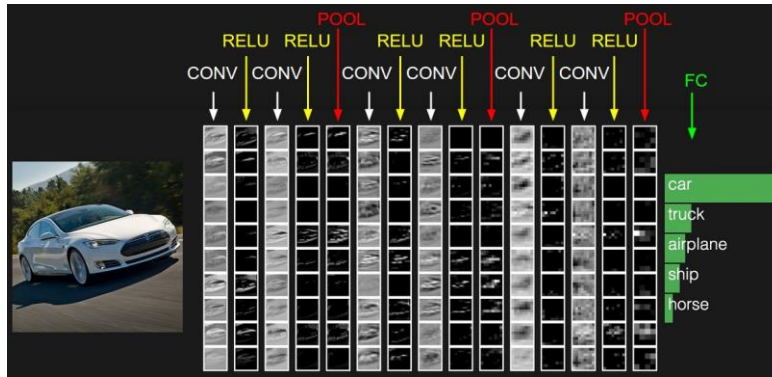 POOL POOL POOL
RELU RELU RELU RELU RELU RELU
CONV CONV CONV CONV CONV CONV
FC
car
truck
airplane
ship
horse